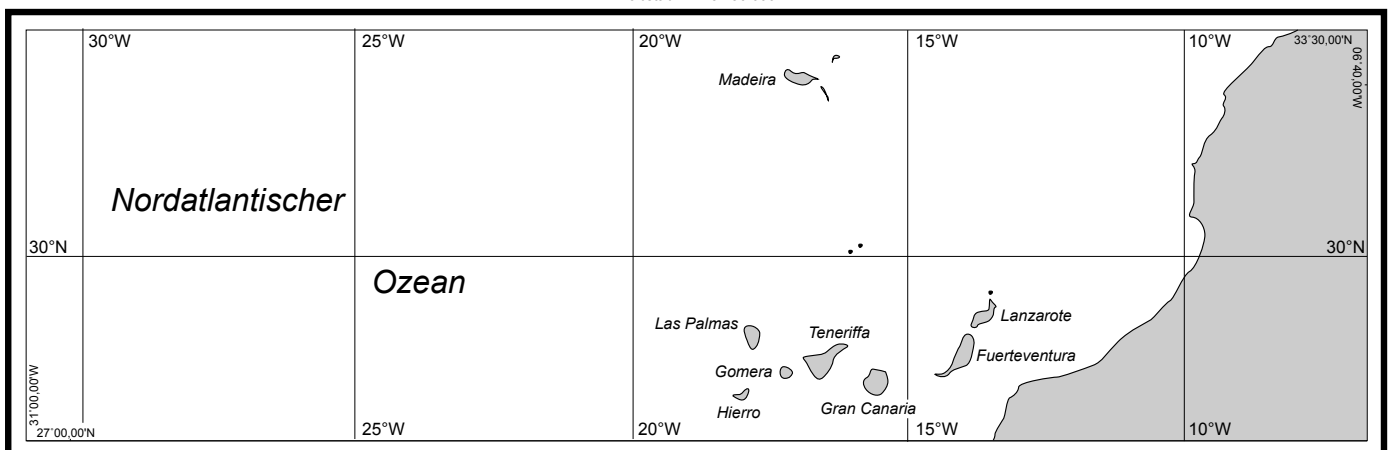 30°W
25°W
20°W
15°W
10°W
33°30,00'N
06°40,00'W
Madeira
Nordatlantischer
30°N
30°N
Ozean
Lanzarote
Las Palmas
Teneriffa
Fuerteventura
Gomera
Hierro
Gran Canaria
31°00,00'W
27°00,00'N
25°W
20°W
15°W
10°W